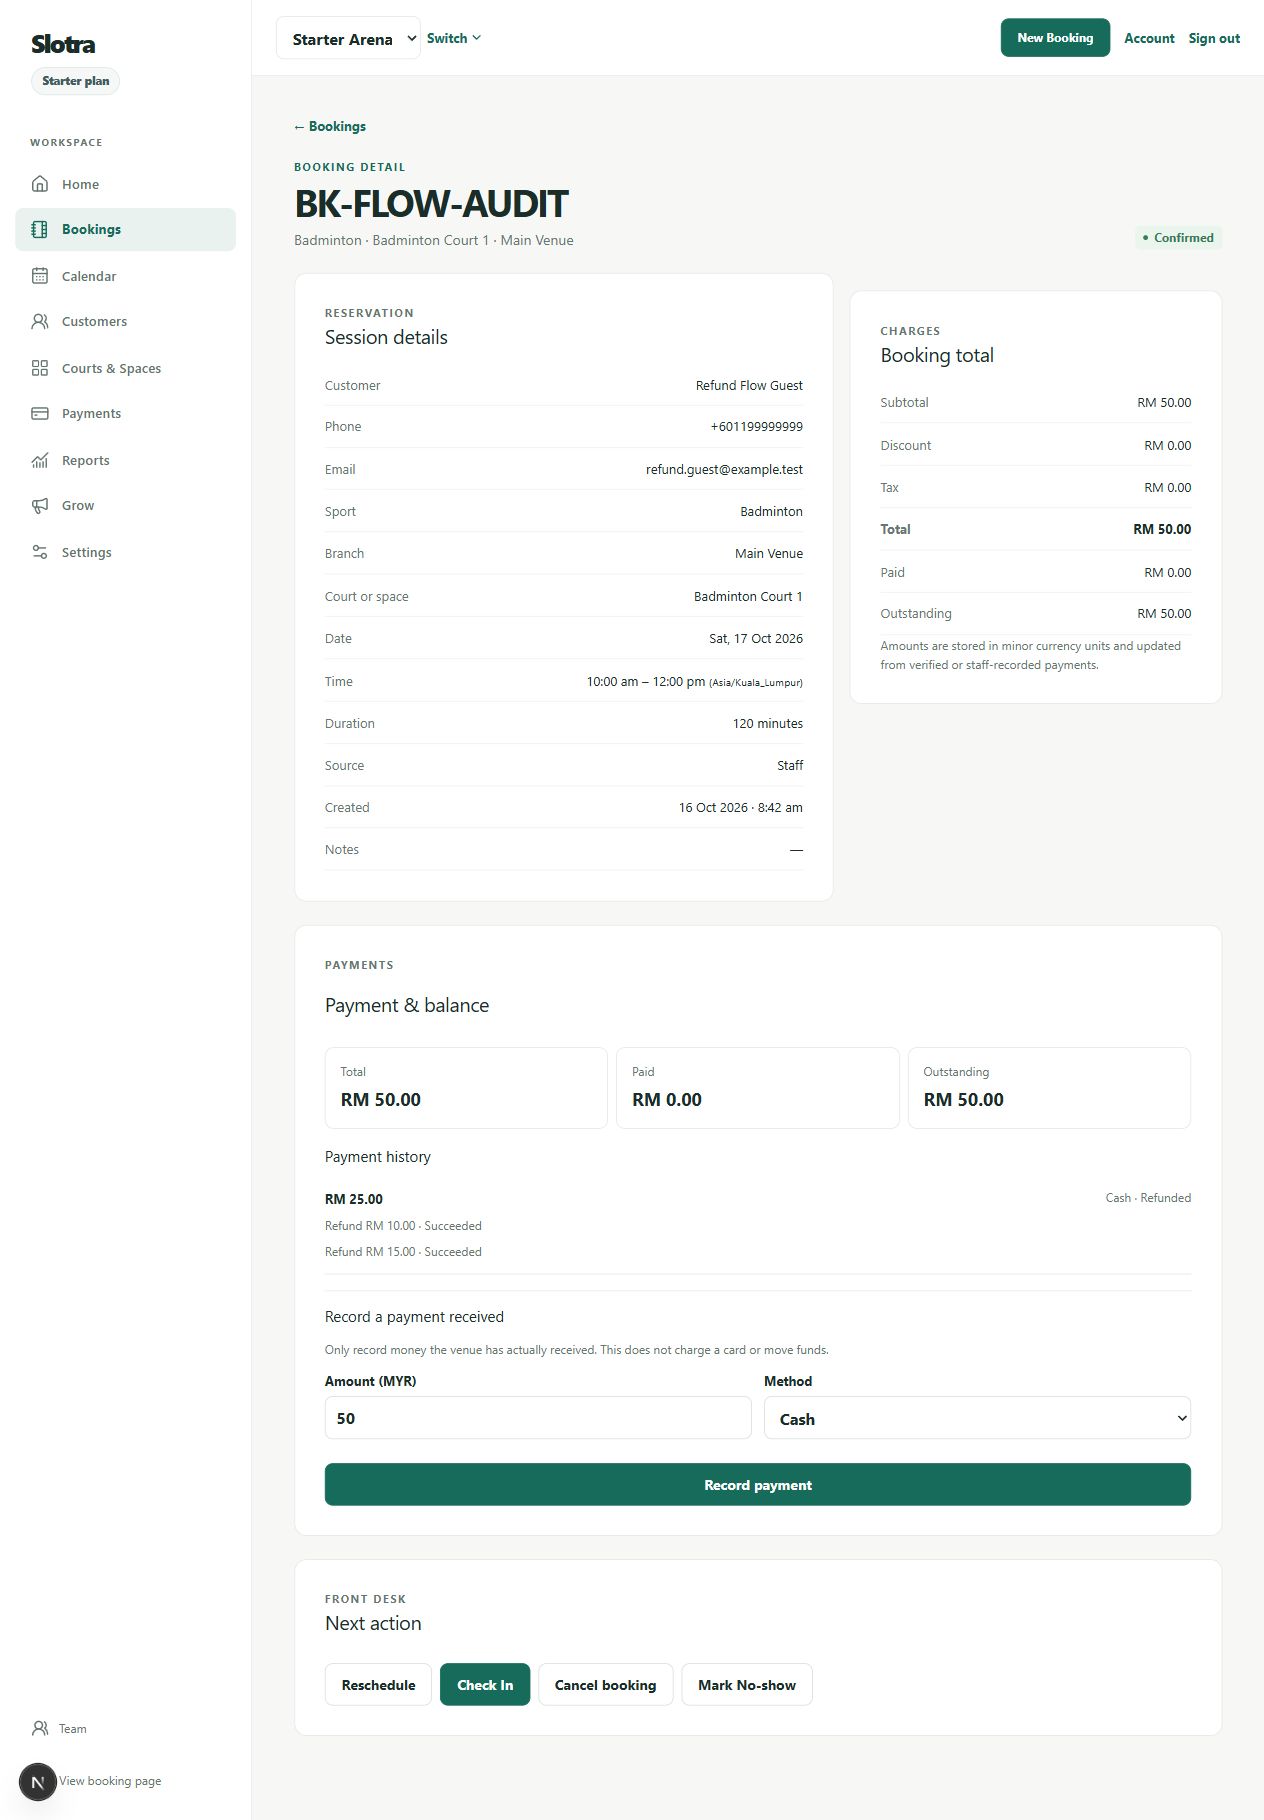 Slotra
Starter plan
WORKSPACE
Home
Bookings
Calendar
Customers
Courts & Spaces
Payments
Reports
Grow
Settings
Team
N View booking page
Starter Arena Switch
New Booking Account Sign out
← Bookings
BOOKING DETAIL
BK-FLOW-AUDIT
Badminton · Badminton Court 1 · Main Venue
• Confirmed
RESERVATION
Session details
Customer Refund Flow Guest
Phone +601199999999
Email refund.guest@example.test
Sport Badminton
Branch Main Venue
Court or space Badminton Court 1
Date Sat, 17 Oct 2026
Time 10:00 am – 12:00 pm (Asia/Kuala_Lumpur)
Duration 120 minutes
Source Staff
Created 16 Oct 2026 · 8:42 am
Notes —
CHARGES
Booking total
Subtotal RM 50.00
Discount RM 0.00
Tax RM 0.00
Total RM 50.00
Paid RM 0.00
Outstanding RM 50.00
Amounts are stored in minor currency units and updated
from verified or staff-recorded payments.
PAYMENTS
Payment & balance
Total
RM 50.00
Paid
RM 0.00
Outstanding
RM 50.00
Payment history
RM 25.00 Cash · Refunded
Refund RM 10.00 · Succeeded
Refund RM 15.00 · Succeeded
Record a payment received
Only record money the venue has actually received. This does not charge a card or move funds.
Amount (MYR) Method
50 Cash
Record payment
FRONT DESK
Next action
Reschedule Check In Cancel booking Mark No-show